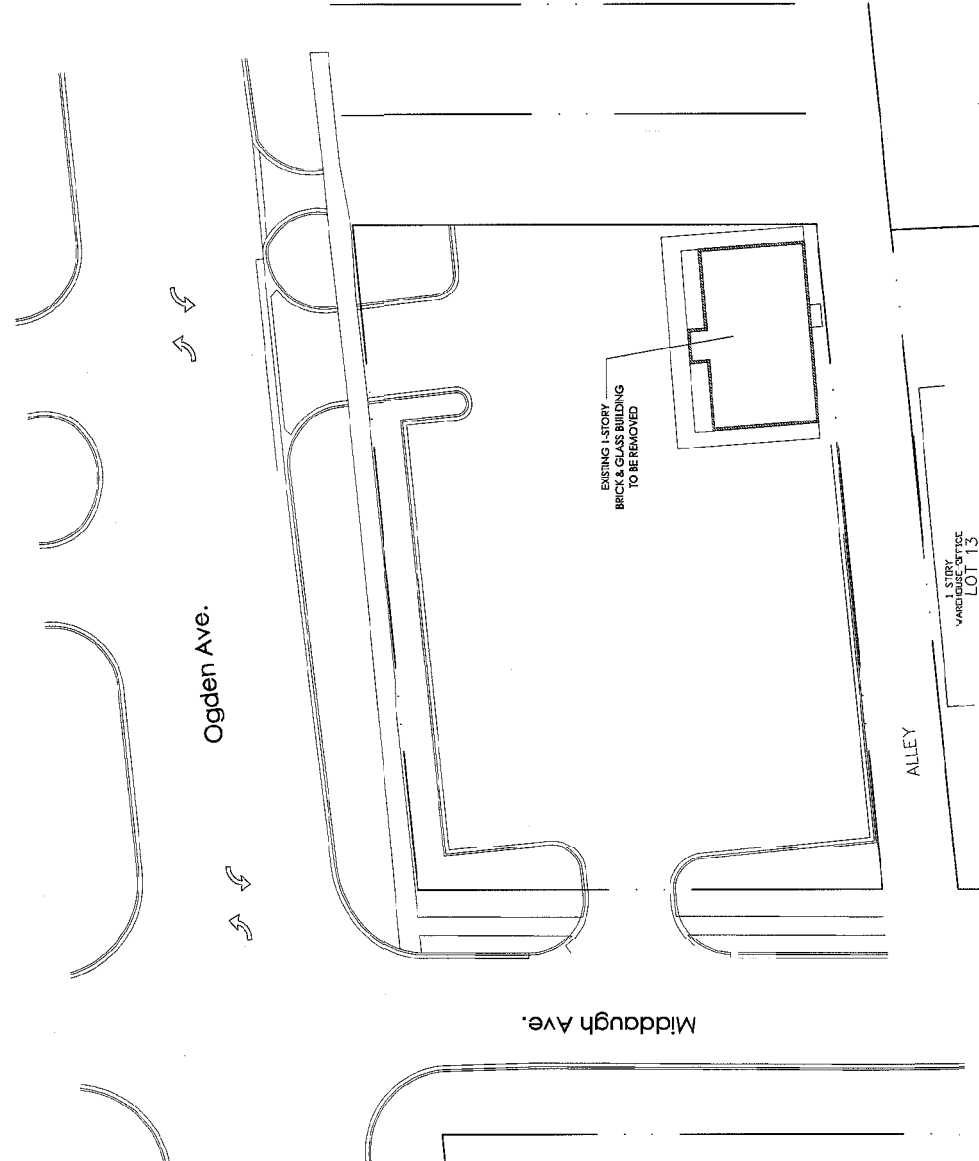 Ogden Ave.
EXISTING 1-STORY
BRICK & GLASS BUILDING
TO BE REMOVED
1 STORY
WAREHOUSE-OFFICE
LOT 13
ALLEY
Middaugh Ave.